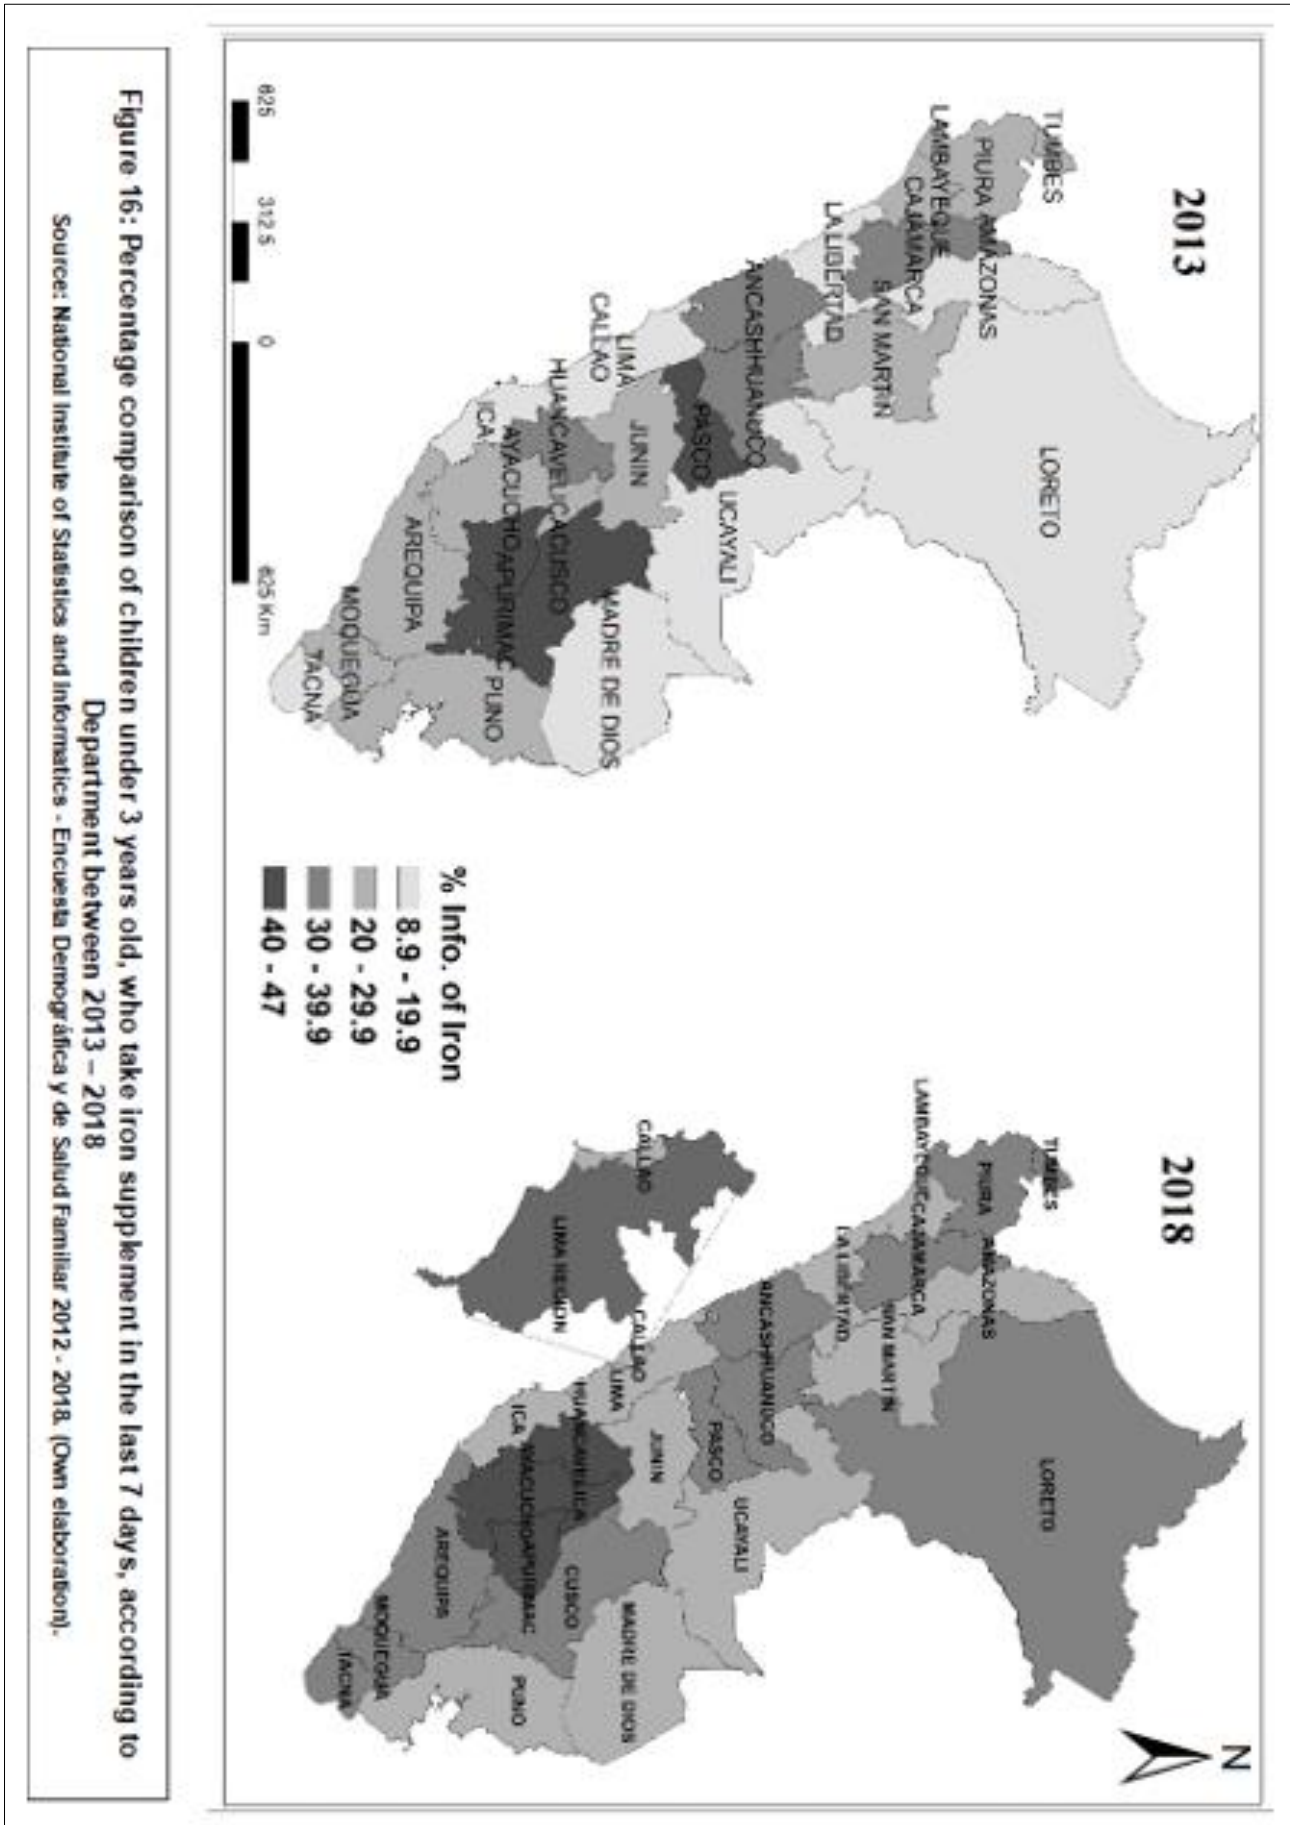 2013
TUMBES
PIURA
AMAZONAS
LAMBAYEQUE
CAJAMARCA
LORETO
SAN MARTIN
LA LIBERTAD
ANCASH
HUANUCO
UCAYALI
PASCO
LIMA
CALLAO
JUNIN
MADRE DE DIOS
HUANCAVELICA
CUSCO
ICA
AYACUCHO
APURIMAC
PUNO
AREQUIPA
MOQUEGUA
TACNA
625 312.5 0 625 Km
% Info. of Iron
8.9 - 19.9
20 - 29.9
30 - 39.9
40 - 47
2018
N
TUMBES
PIURA
AMAZONAS
CAJAMARCA
LORETO
SAN MARTIN
LA LIBERTAD
ANCASH
HUANUCO
UCAYALI
PASCO
CALLAO
LIMA REGION
CALLAO
LIMA
JUNIN
MADRE DE DIOS
HUANCAVELICA
CUSCO
ICA
PUNO
MOQUEGUA
TACNA
Figure 16: Percentage comparison of children under 3 years old, who take iron supplement in the last 7 days, according to
Department between 2013 – 2018
Source: National Institute of Statistics and Informatics - Encuesta Demográfica y de Salud Familiar 2012 - 2018. (Own elaboration).